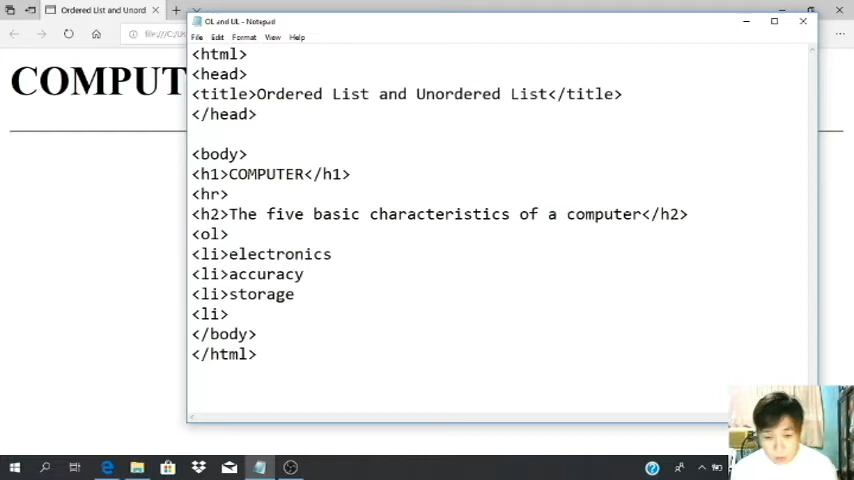 Ordered List and Unord
OL and UL - Notepad
File Edit Format View Help
file:///C:/U
COMPUT
<html>
<head>
<title>Ordered List and Unordered List</title>
</head>
<body>
<h1>COMPUTER</h1>
<hr>
<h2>The five basic characteristics of a computer</h2>
<ol>
<li>electronics
<li>accuracy
<li>storage
<li>
</body>
</html>